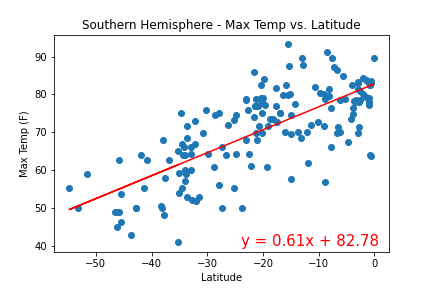 Southern Hemisphere - Max Temp vs. Latitude
90
80
70
60
50
40
Max Temp (F)
y = 0.61x + 82.78
−50 −40 −30 −20 −10 0
Latitude